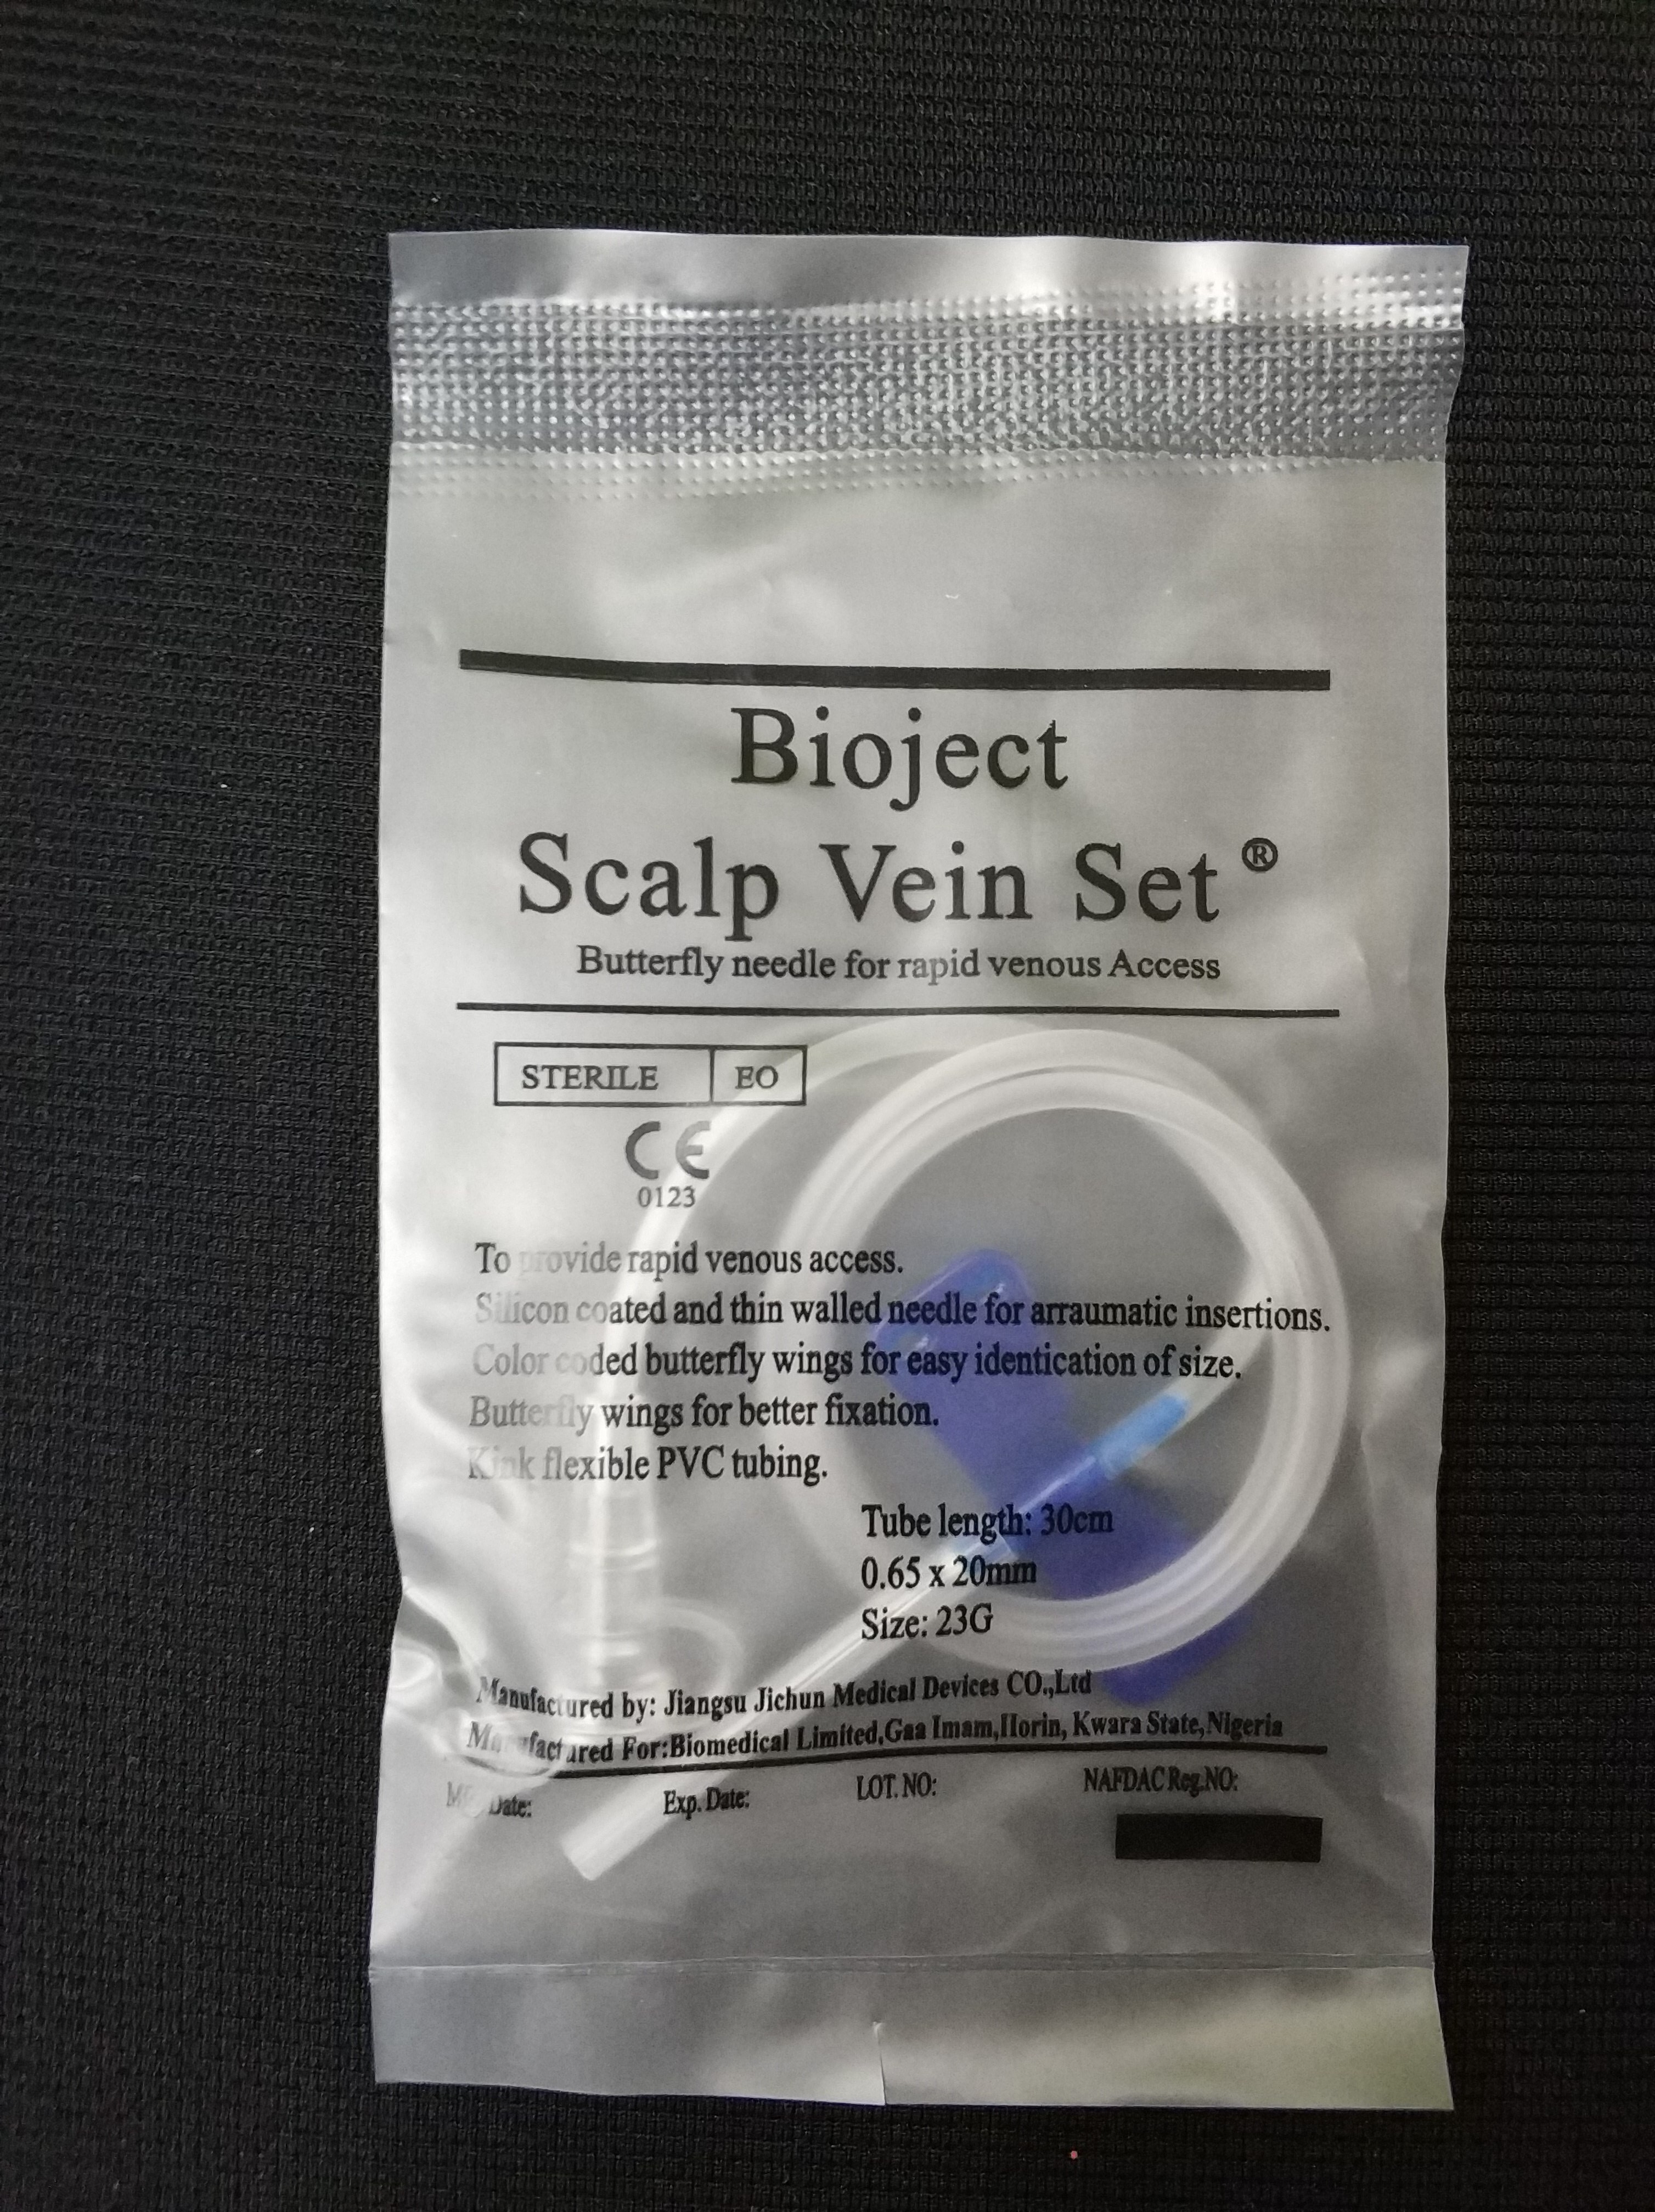 Bioject
Scalp Vein Set ®
Butterfly needle for rapid venous Access
STERILE EO
CE
0123
To provide rapid venous access.
Silicon coated and thin walled needle for arraumatic insertions.
Color coded butterfly wings for easy identication of size.
Butterfly wings for better fixation.
Kink flexible PVC tubing.
Tube length: 30cm
0.65 x 20mm
Size: 23G
Manufactured by: Jiangsu Jichun Medical Devices CO.,Ltd
Manufactured For:Biomedical Limited,Gaa Imam,Ilorin, Kwara State,Nigeria
Date: Exp. Date: LOT. NO: NAFDAC Reg.NO: